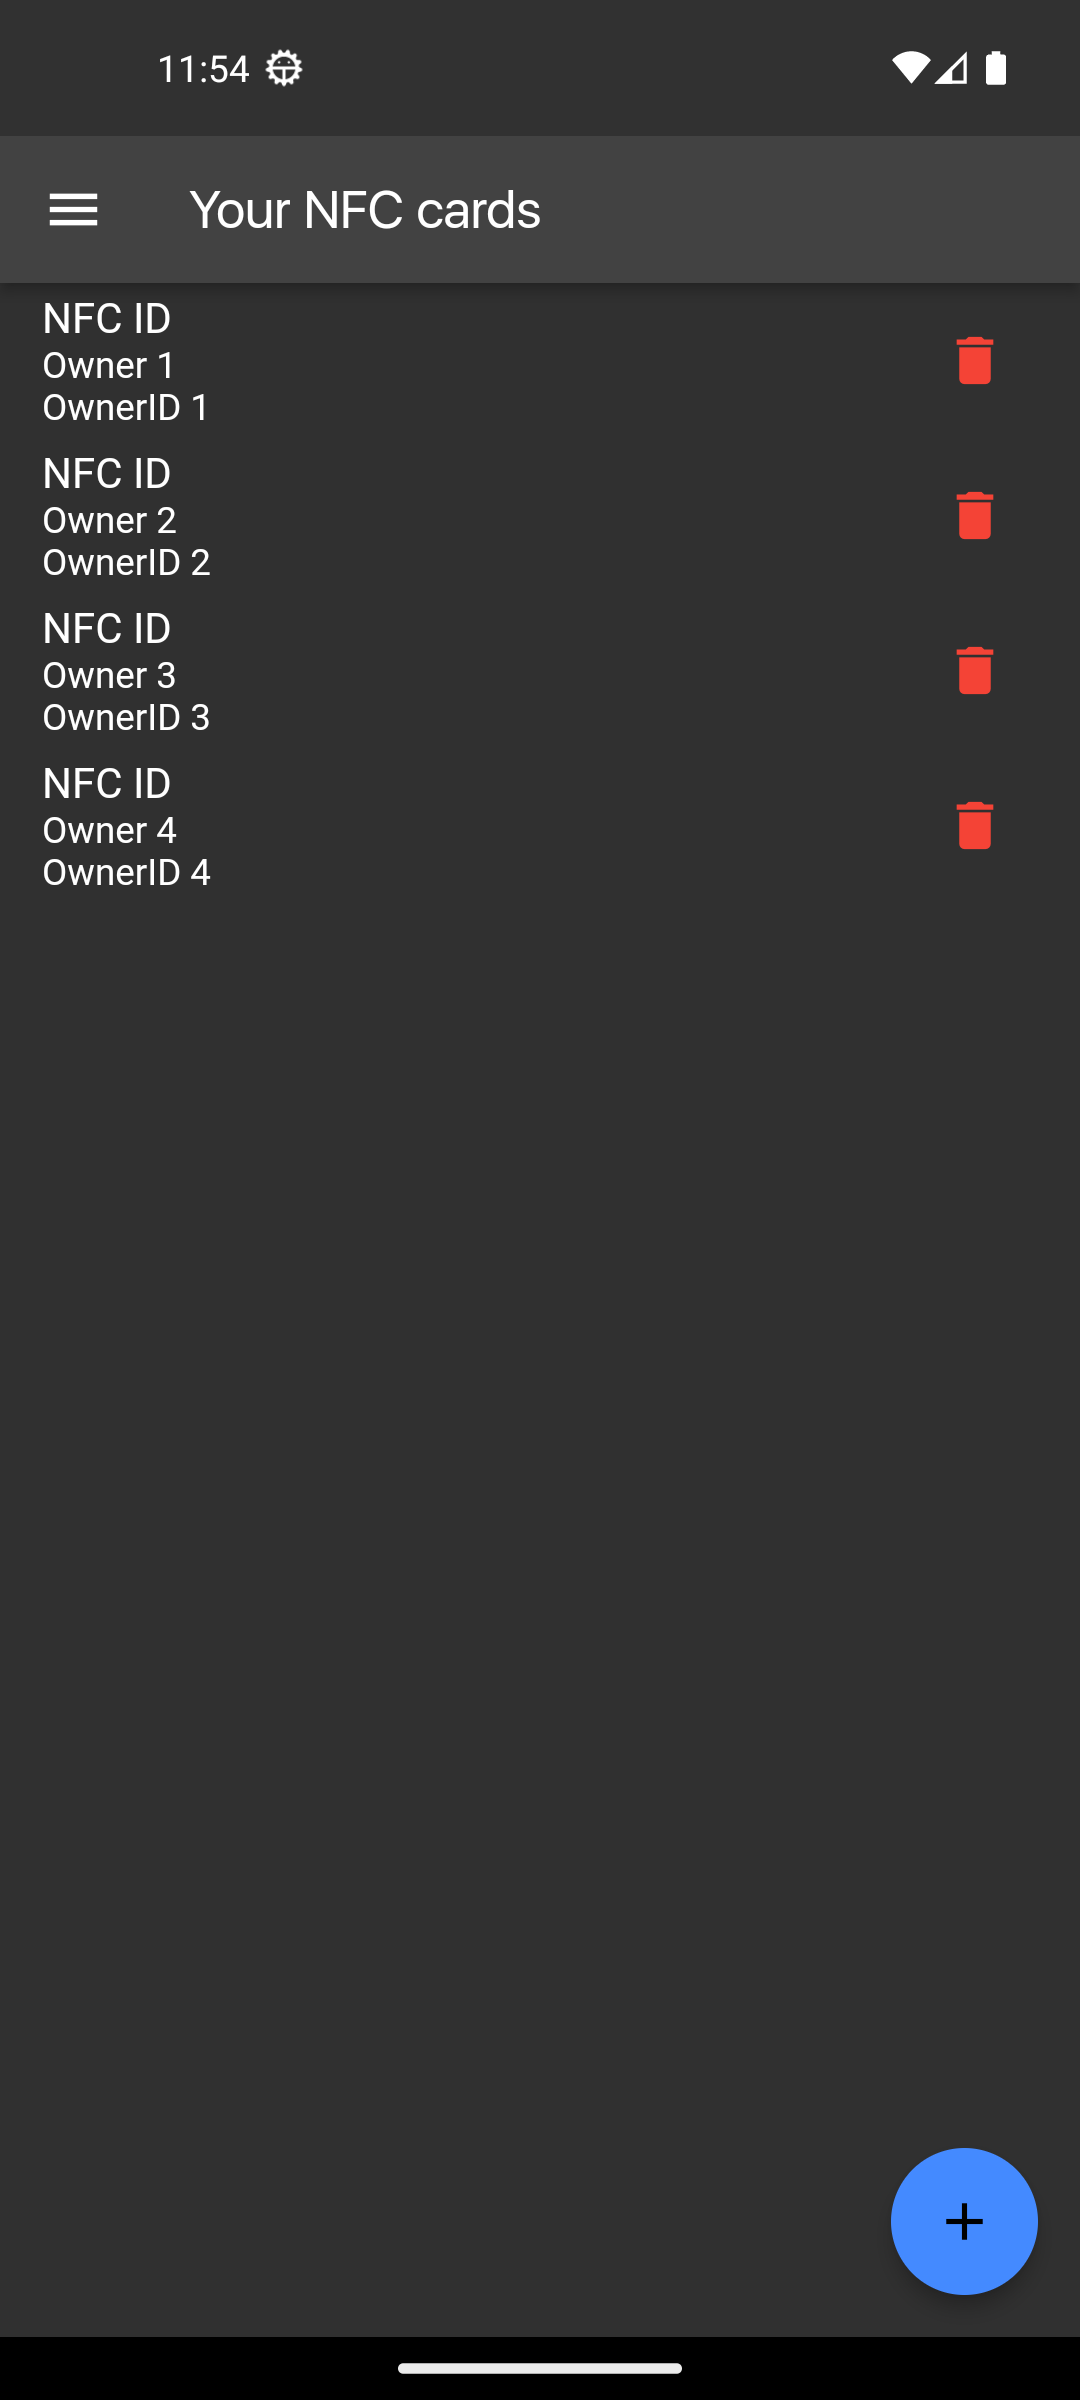 11:54
Your NFC cards
NFC ID
Owner 1
OwnerID 1
NFC ID
Owner 2
OwnerID 2
NFC ID
Owner 3
OwnerID 3
NFC ID
Owner 4
OwnerID 4